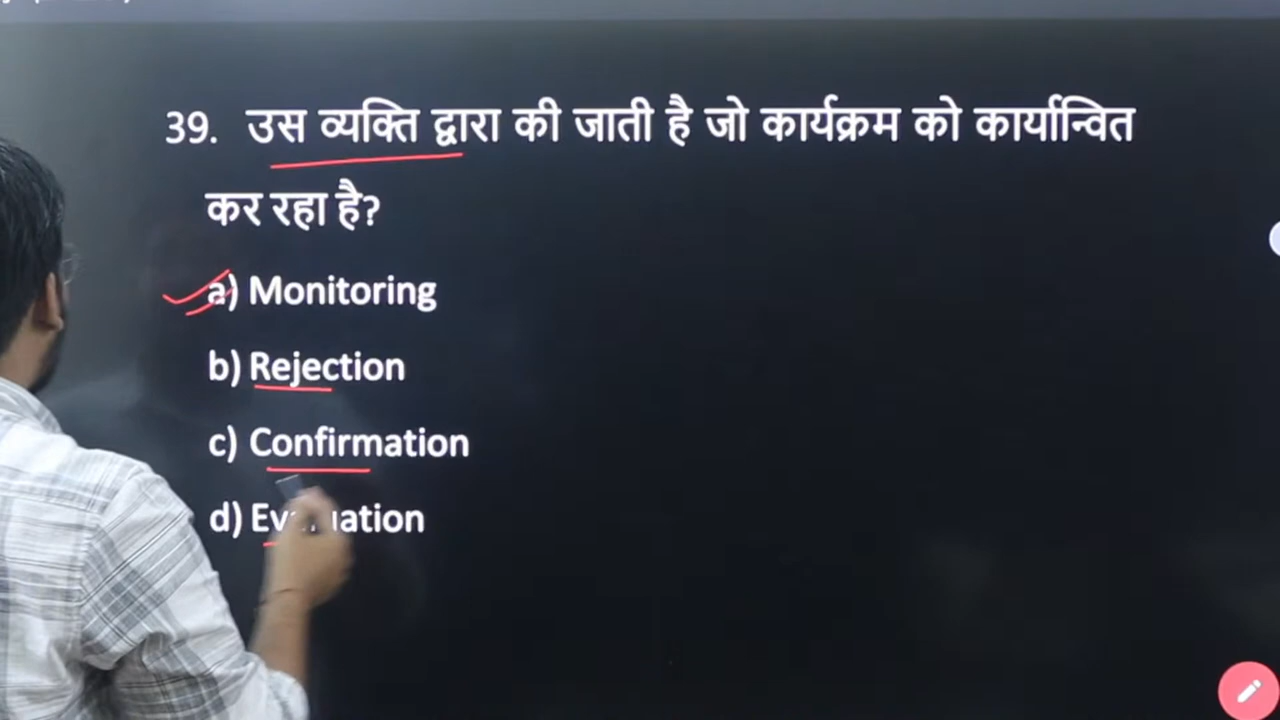 39. उस व्यक्ति द्वारा की जाती है जो कार्यक्रम को कार्यान्वित
कर रहा है?
a) Monitoring
b) Rejection
c) Confirmation
d)